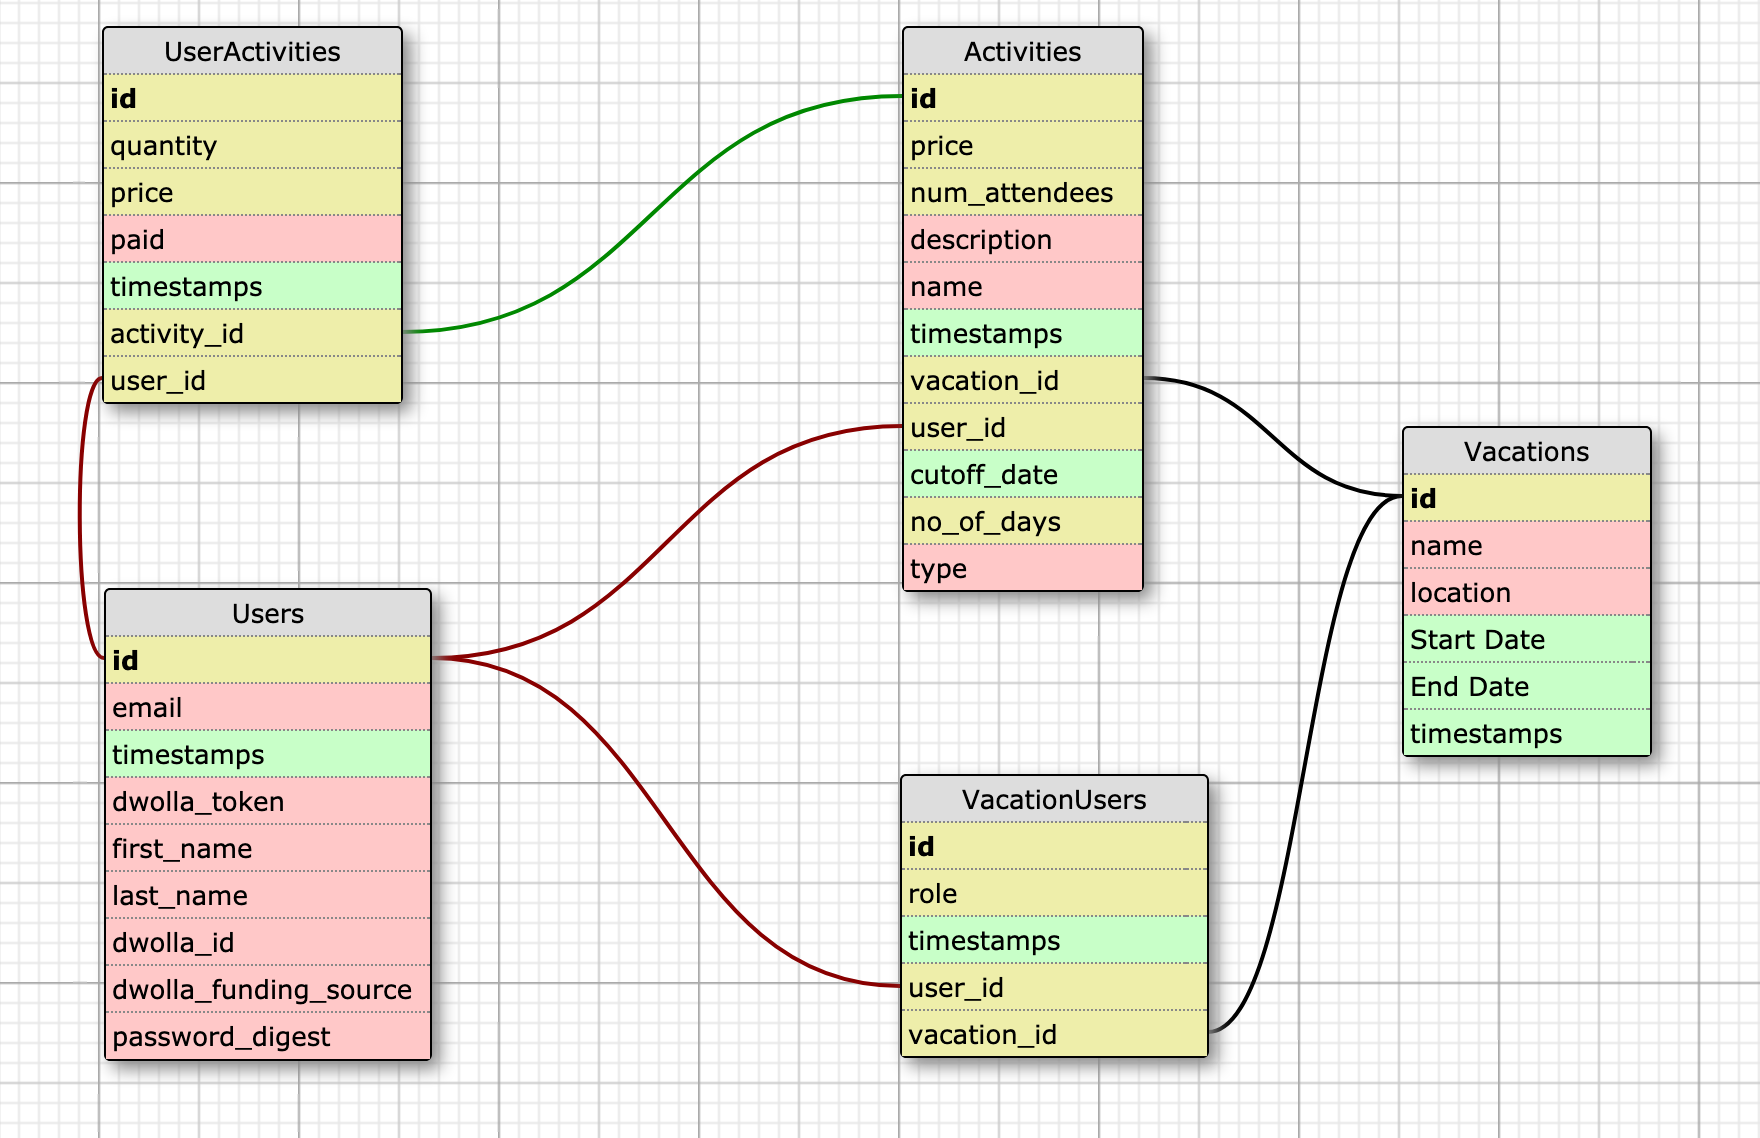 UserActivities
id
quantity
price
paid
timestamps
activity_id
user_id
Activities
id
price
num_attendees
description
name
timestamps
vacation_id
user_id
cutoff_date
no_of_days
type
Vacations
id
name
location
Start Date
End Date
timestamps
Users
id
email
timestamps
dwolla_token
first_name
last_name
dwolla_id
dwolla_funding_source
password_digest
VacationUsers
id
role
timestamps
user_id
vacation_id